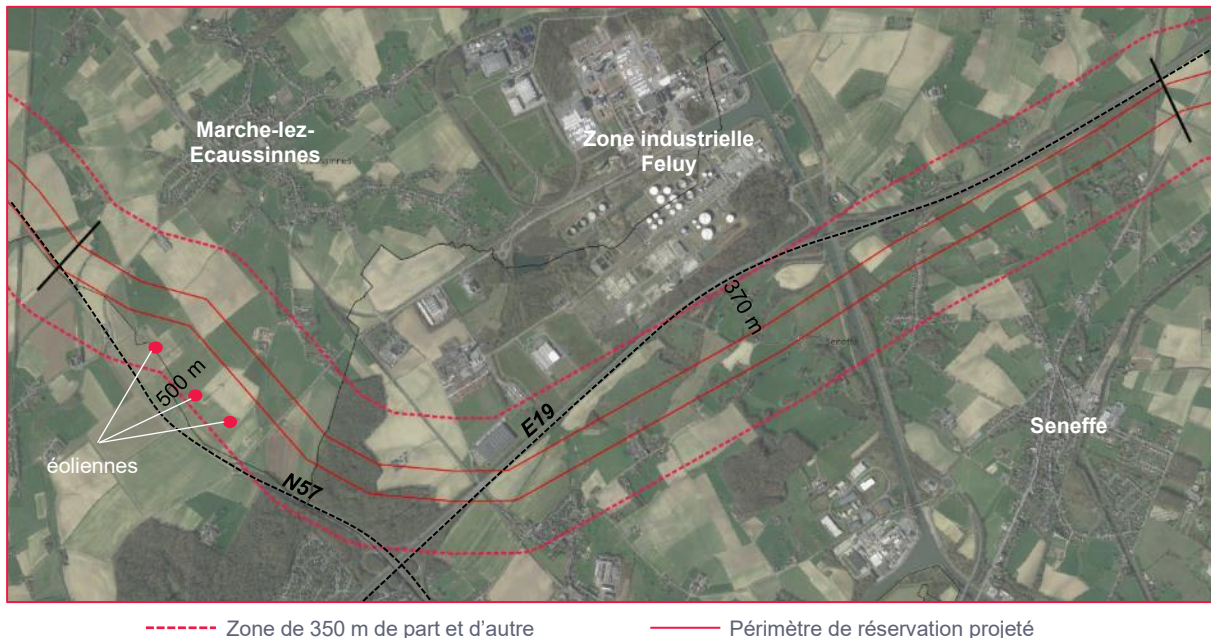 Marche-lez-
Ecaussinnes
Zone industrielle
Feluy
370 m
500 m
E19
Seneffe
éoliennes
N57
Zone de 350 m de part et d'autre
Périmètre de réservation projeté